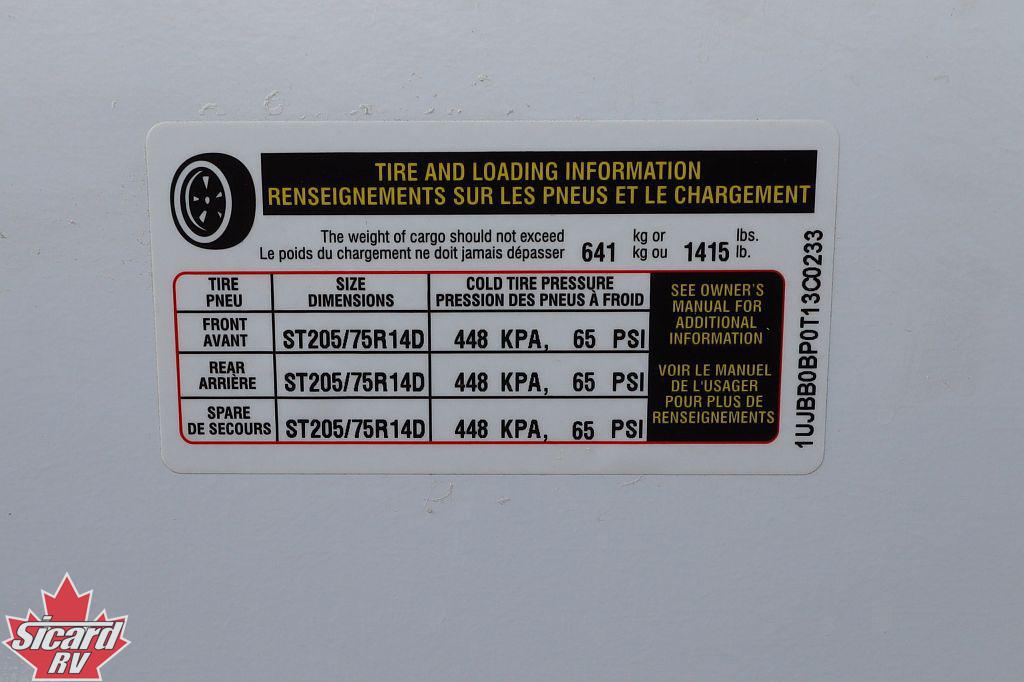 TIRE AND LOADING INFORMATION
RENSEIGNEMENTS SUR LES PNEUS ET LE CHARGEMENT
The weight of cargo should not exceed 641 kg or 1415 lbs.
Le poids du chargement ne doit jamais dépasser kg ou lb.
TIRE SIZE COLD TIRE PRESSURE
PNEU DIMENSIONS PRESSION DES PNEUS À FROID
FRONT
AVANT ST205/75R14D 448 KPA, 65 PSI
REAR
ARRIÈRE ST205/75R14D 448 KPA, 65 PSI
SPARE
DE SECOURS ST205/75R14D 448 KPA, 65 PSI
SEE OWNER'S
MANUAL FOR
ADDITIONAL
INFORMATION
VOIR LE MANUEL
DE L'USAGER
POUR PLUS DE
RENSEIGNEMENTS
1UJBB0BP0T13C0233
Sicard
RV